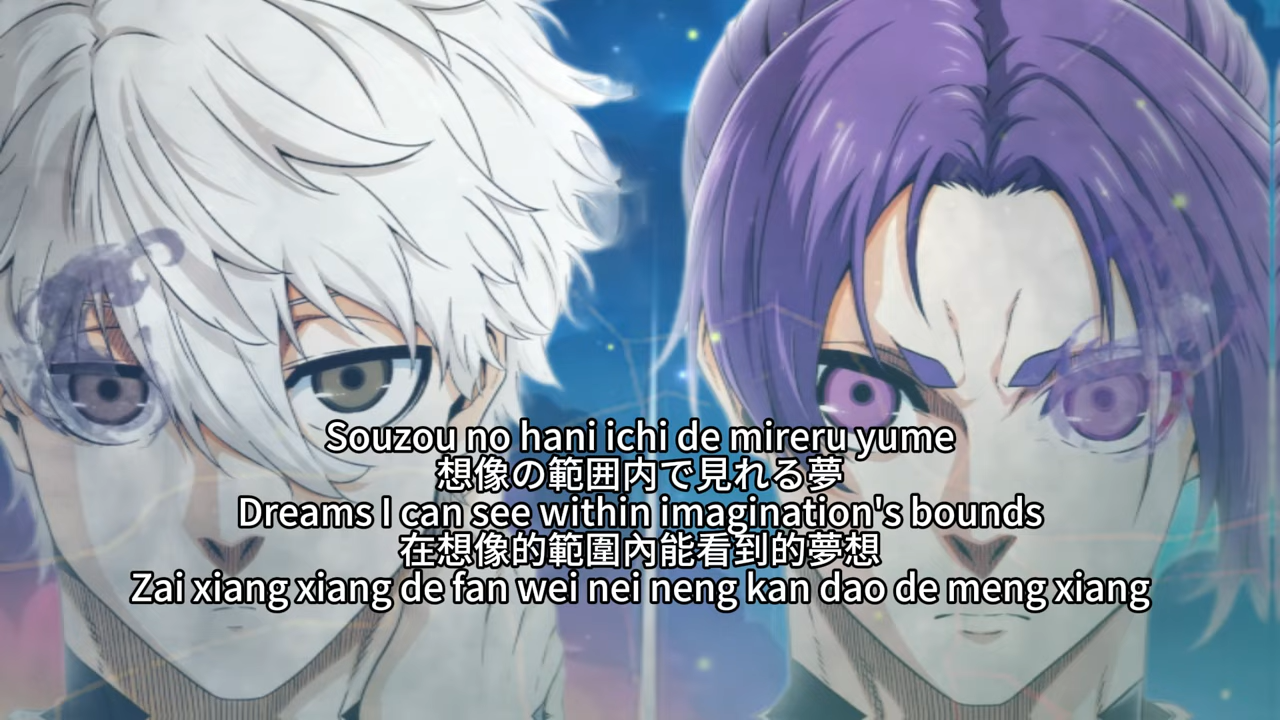 Souzou no hani ichi de mireru yume
想像の範囲内で見れる夢
Dreams I can see within imagination's bounds
在想像的範圍內能看到的夢想
Zai xiang xiang de fan wei nei neng kan dao de meng xiang